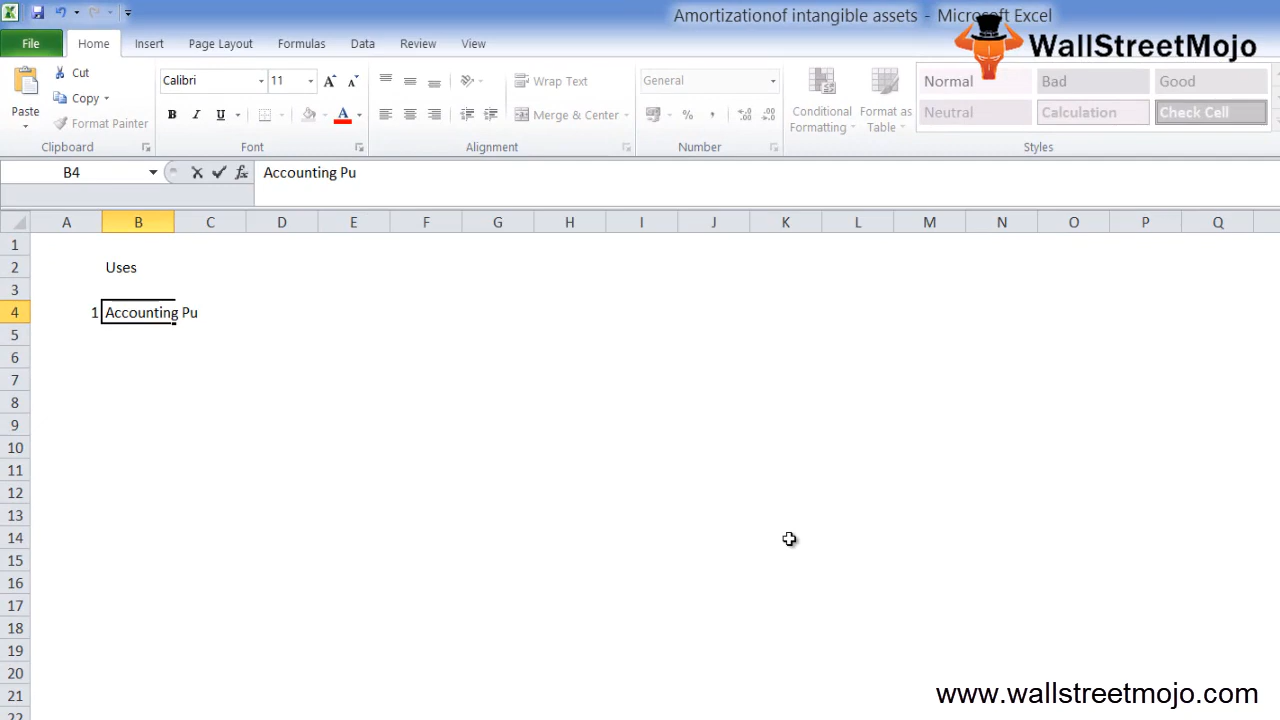 Amortizationof intangible assets - Microsoft Excel
WallStreetMojo
File Home Insert Page Layout Formulas Data Review View
Paste
Cut
Copy
Format Painter
Clipboard
Calibri 11
B I U A
Font
Wrap Text
Merge & Center
Alignment
General
% ,
Number
Conditional Formatting
Format as Table
Normal Bad Good
Neutral Calculation Check Cell
Styles
B4 fx Accounting Pu
A B C D E F G H I J K L M N O P Q
1
2 Uses
3
4 1 Accounting Pu
5
6
7
8
9
10
11
12
13
14
15
16
17
18
19
20
21
22
www.wallstreetmojo.com